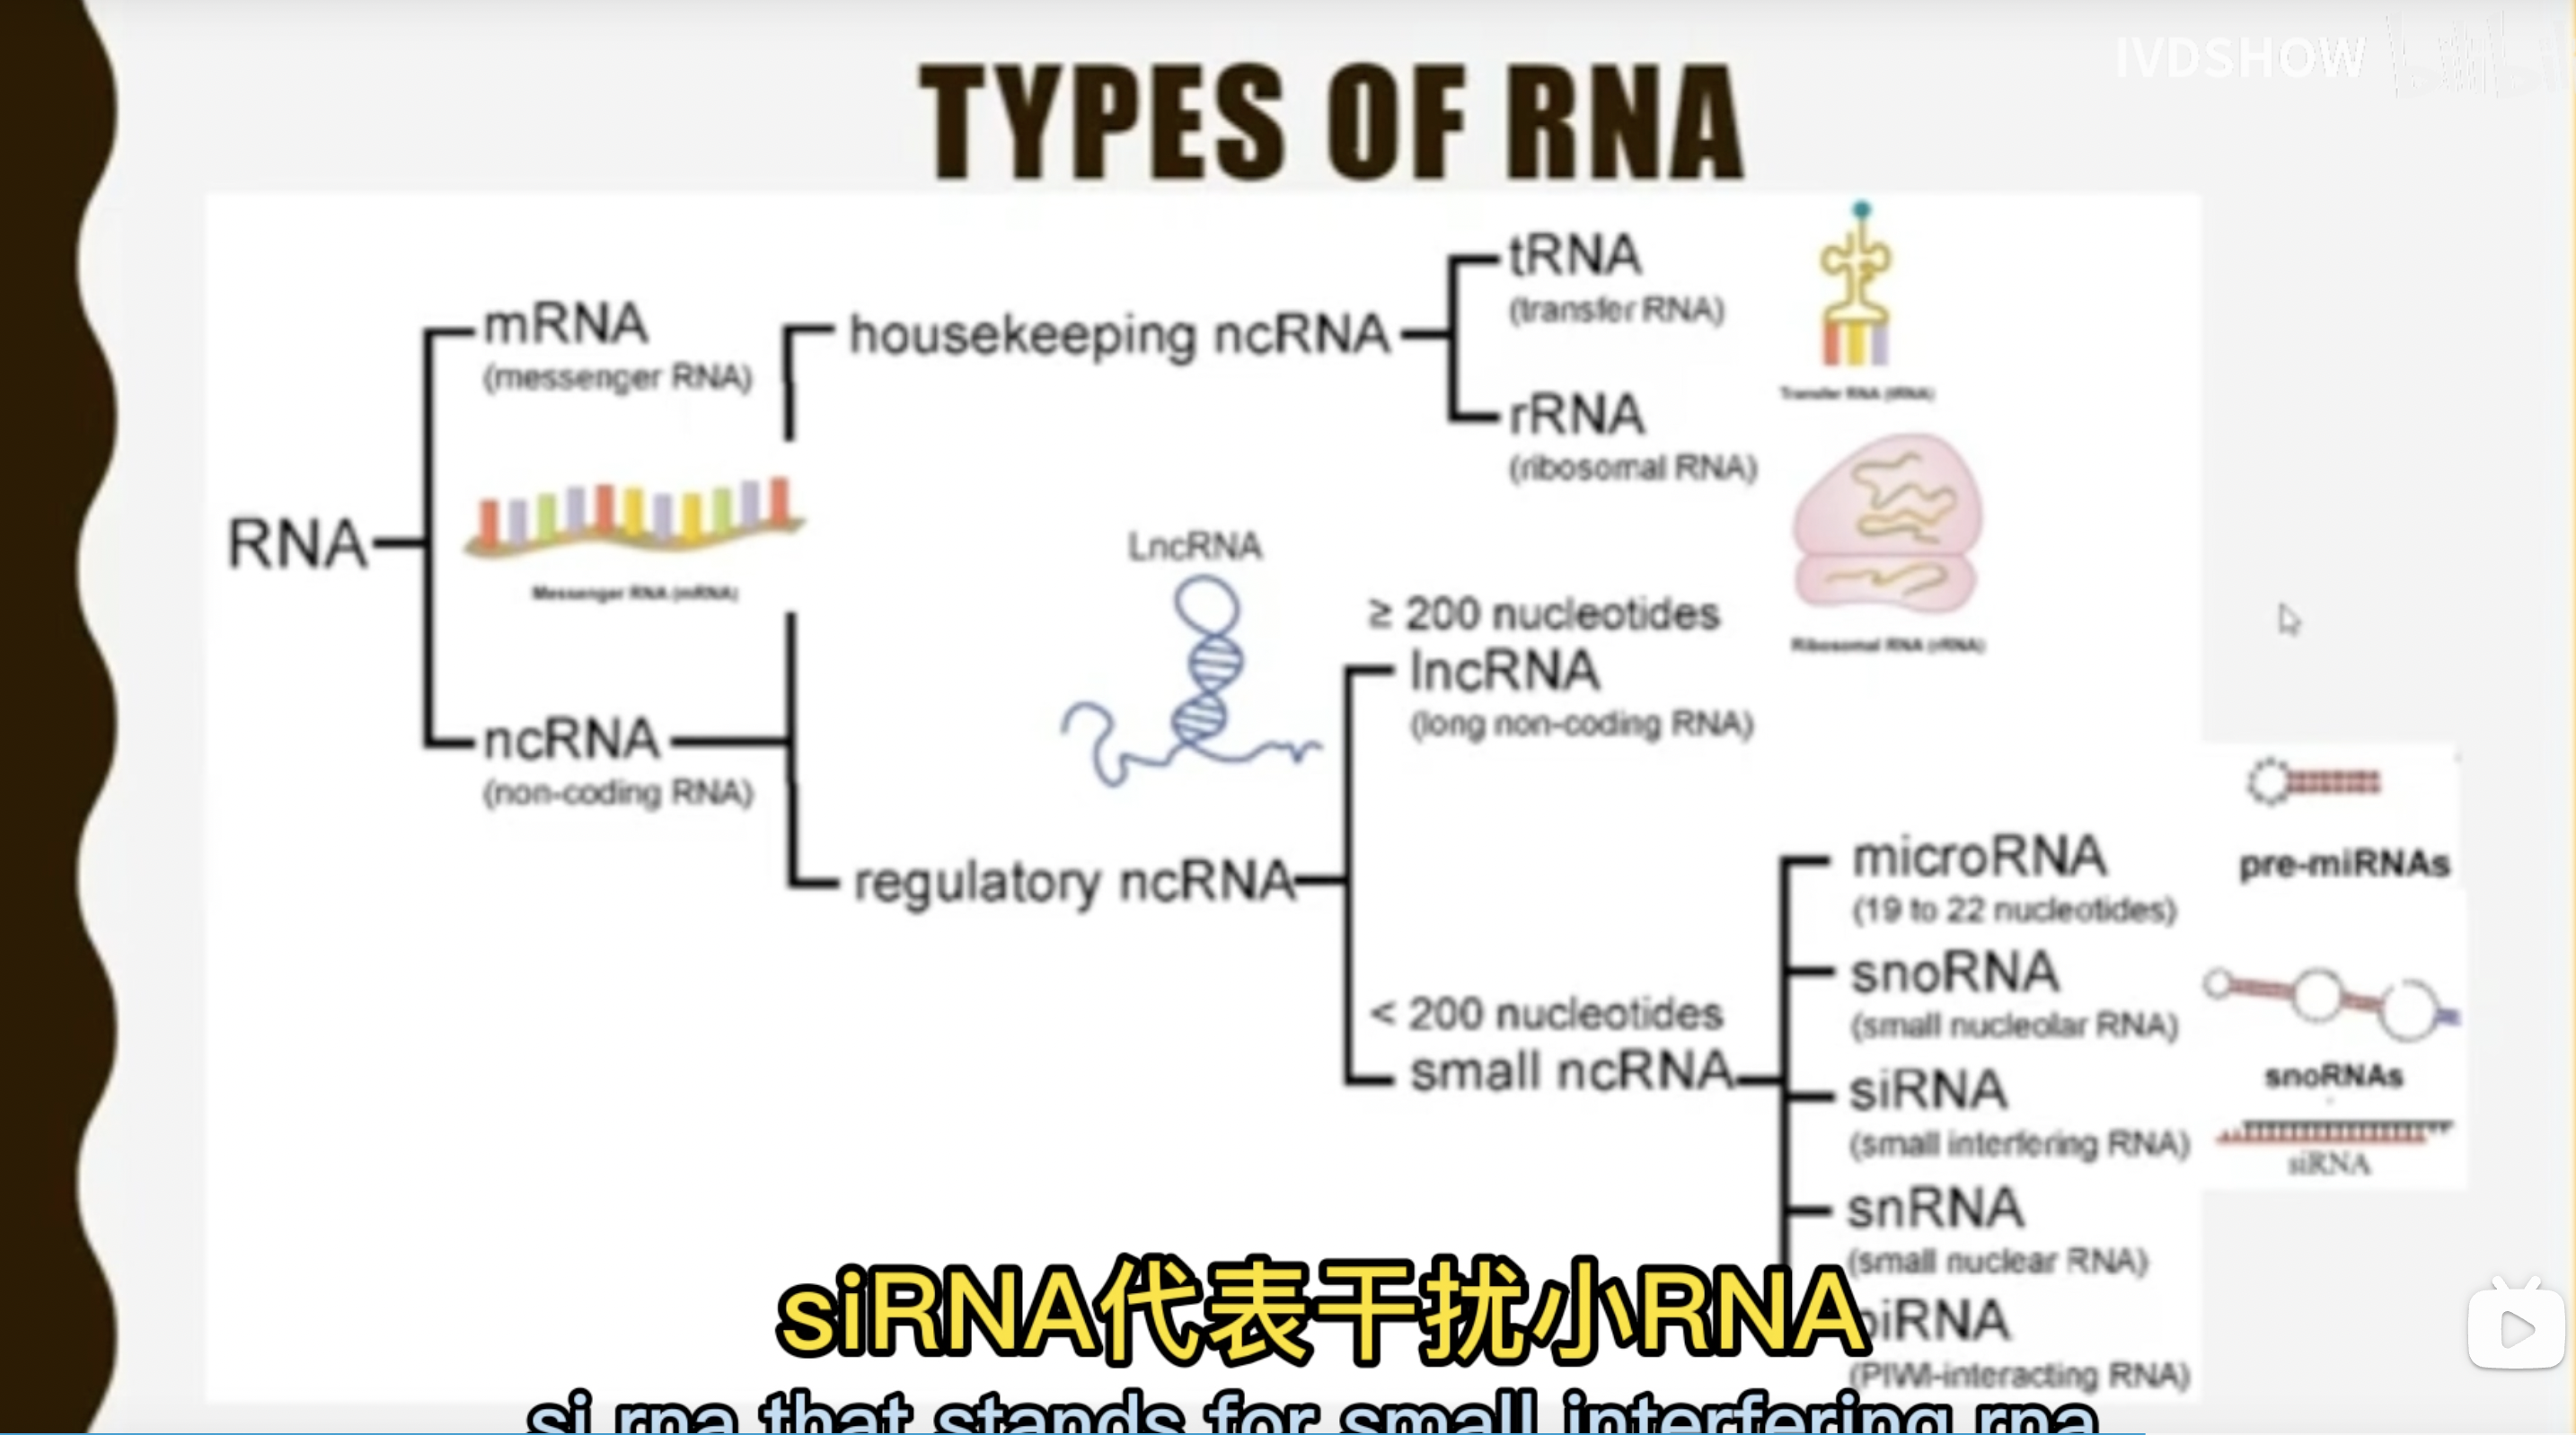 IVDSHOW
TYPES OF RNA
tRNA
(transfer RNA)
Transfer RNA (tRNA)
mRNA
(messenger RNA)
housekeeping ncRNA
rRNA
(ribosomal RNA)
RNA
Messenger RNA (mRNA)
LncRNA
≥ 200 nucleotides
Ribosomal RNA (rRNA)
lncRNA
(long non-coding RNA)
ncRNA
(non-coding RNA)
regulatory ncRNA
microRNA
(19 to 22 nucleotides)
pre-miRNAs
snoRNA
(small nucleolar RNA)
< 200 nucleotides
small ncRNA
snoRNAs
siRNA
(small interfering RNA)
siRNA
snRNA
(small nuclear RNA)
piRNA
(PIWI-interacting RNA)
siRNA代表干扰小RNA
si rna that stands for small interfering rna